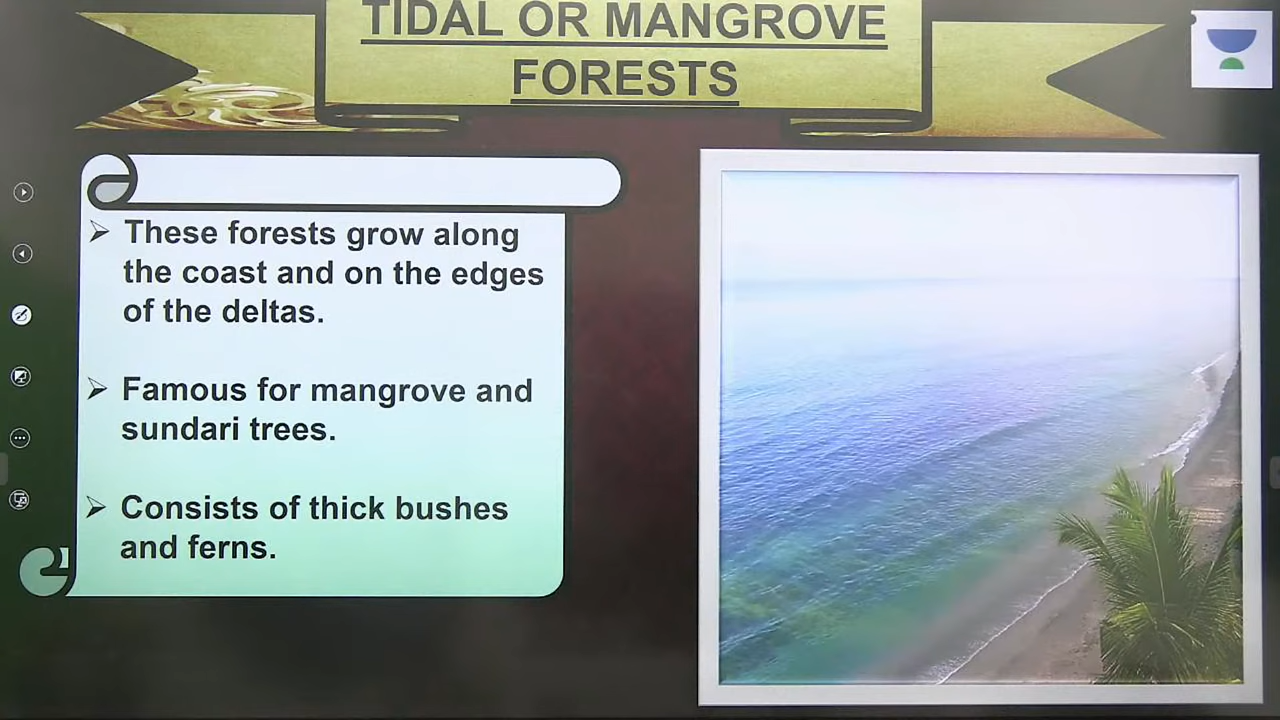 TIDAL OR MANGROVE
FORESTS
➢ These forests grow along
the coast and on the edges
of the deltas.
➢ Famous for mangrove and
sundari trees.
➢ Consists of thick bushes
and ferns.